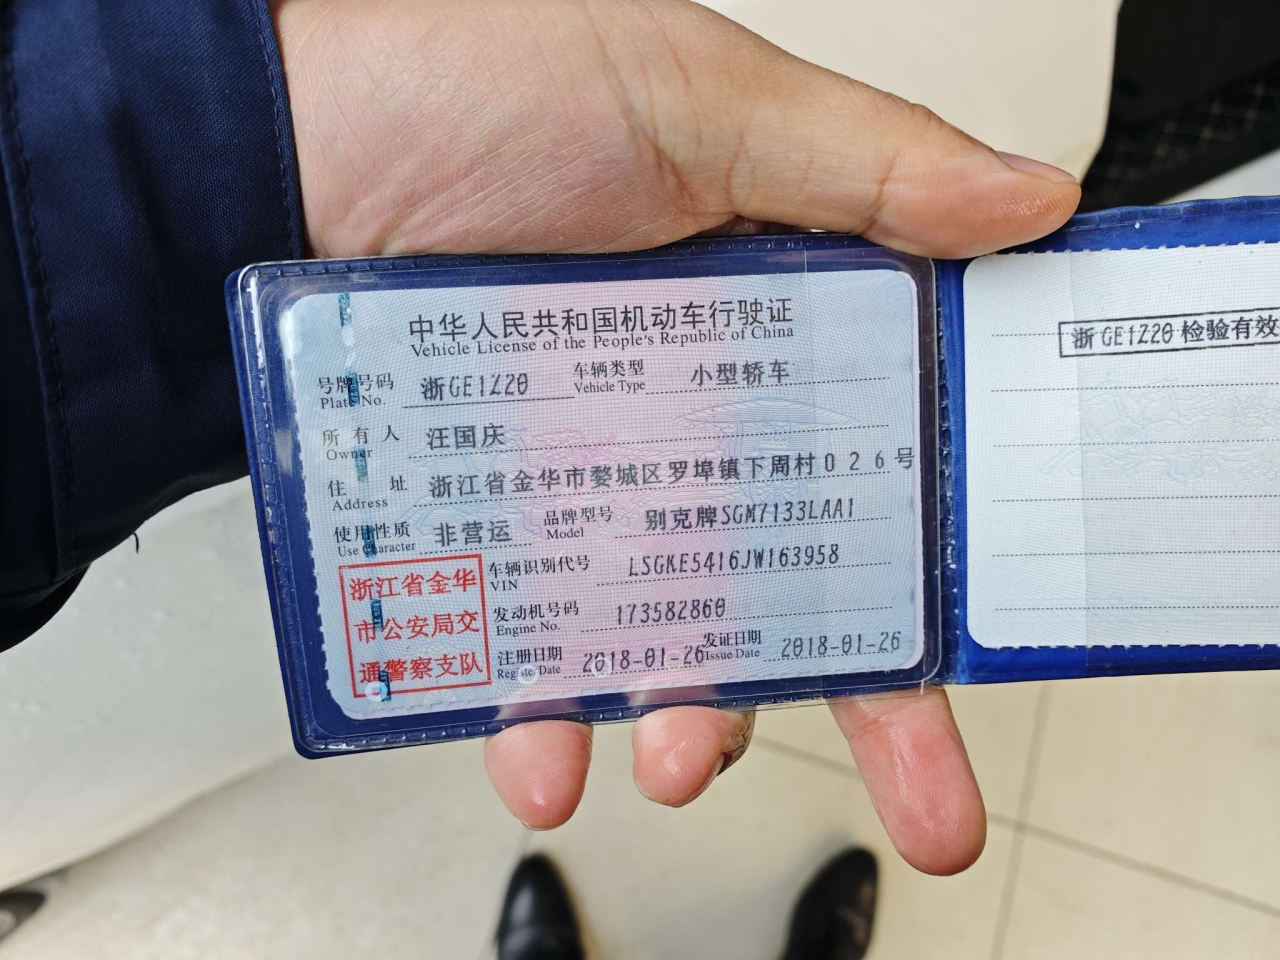 中华人民共和国机动车行驶证
Vehicle License of the People's Republic of China
号牌号码 浙GE1Z20 车辆类型 小型轿车
Plate No. Vehicle Type
所有人 汪国庆
Owner
住址 浙江省金华市婺城区罗埠镇下周村026号
Address
使用性质 非营运 品牌型号 别克牌SGM7133LAA1
Use Character Model
车辆识别代号 LSGKE5416JW163958
VIN
发动机号码 173582860
Engine No.
注册日期 2018-01-26 发证日期 2018-01-26
Register Date Issue Date
浙江省金华
市公安局交
通警察支队
浙GE1Z20检验有效